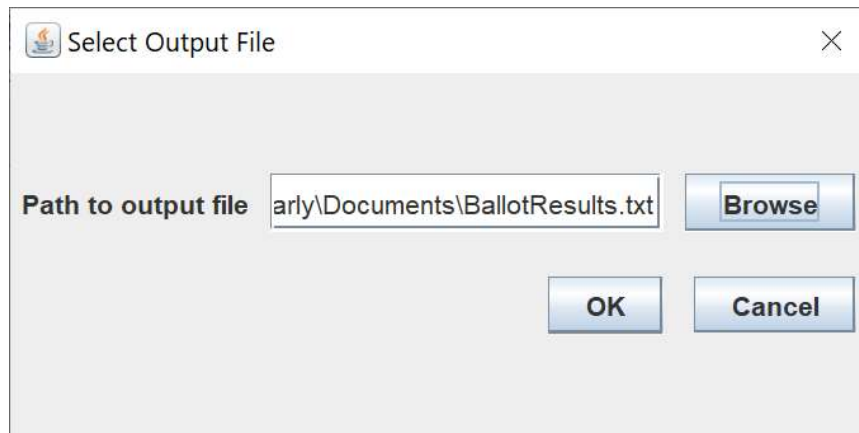 Select Output File
Path to output file arly\Documents\BallotResults.txt Browse
OK Cancel